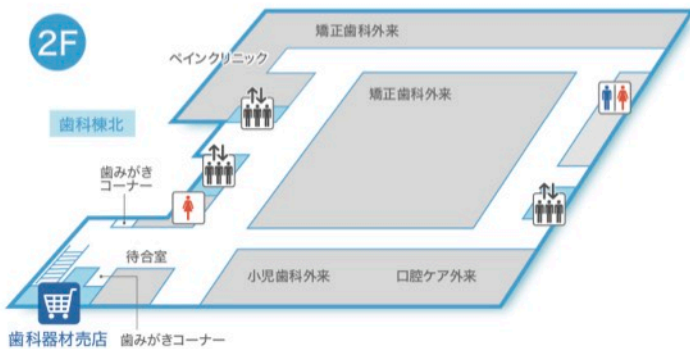 2F
矯正歯科外来
ペインクリニック
矯正歯科外来
歯科棟北
歯みがき
コーナー
待合室
小児歯科外来
口腔ケア外来
歯科器材売店
歯みがきコーナー